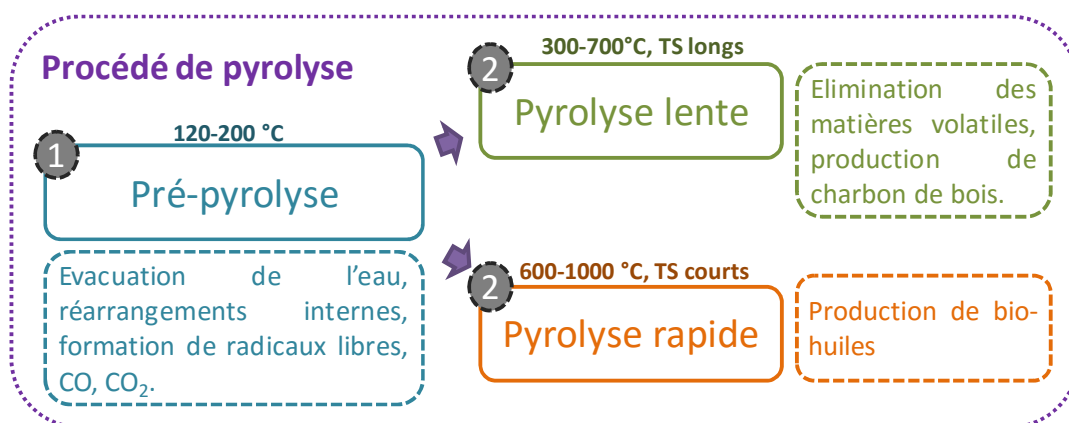 Procédé de pyrolyse
120-200 °C
1
Pré-pyrolyse
Evacuation de l'eau,
réarrangements internes,
formation de radicaux libres,
CO, CO₂.
300-700°C, TS longs
2
Pyrolyse lente
Elimination des
matières volatiles,
production de
charbon de bois.
600-1000 °C, TS courts
2
Pyrolyse rapide
Production de bio-
huiles